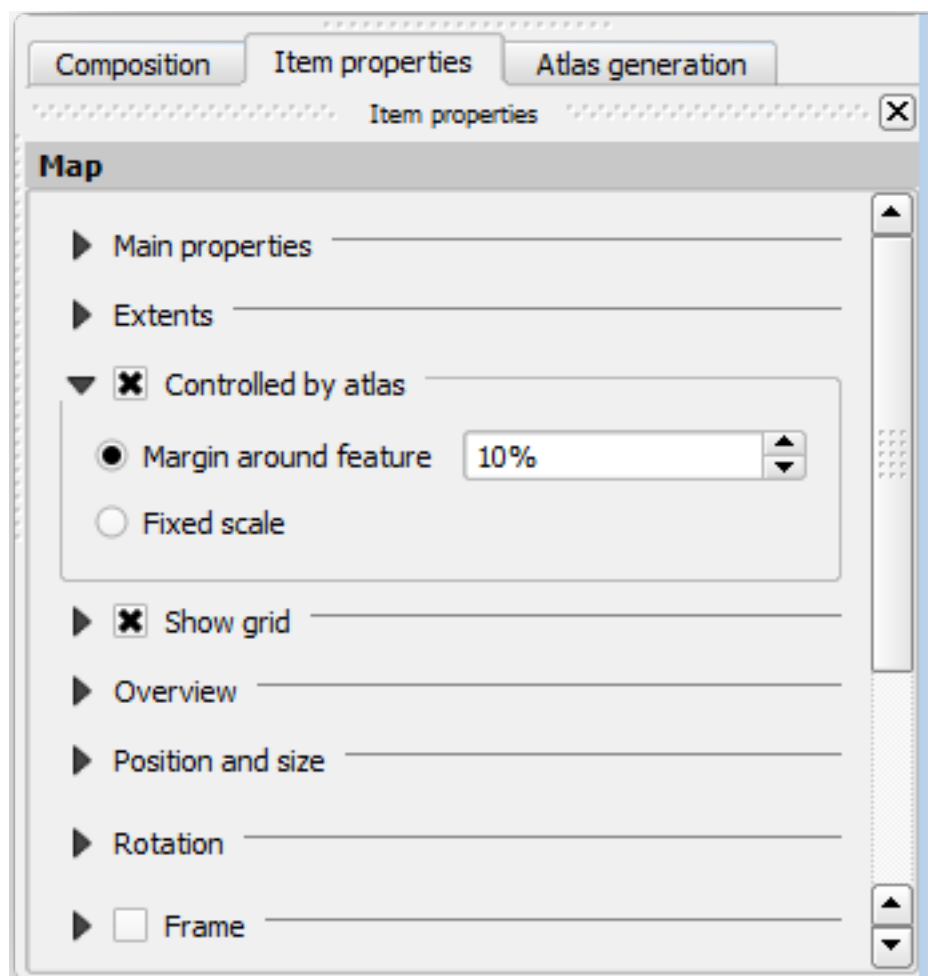 Composition Item properties Atlas generation
Item properties
Map
Main properties
Extents
Controlled by atlas
Margin around feature 10%
Fixed scale
Show grid
Overview
Position and size
Rotation
Frame